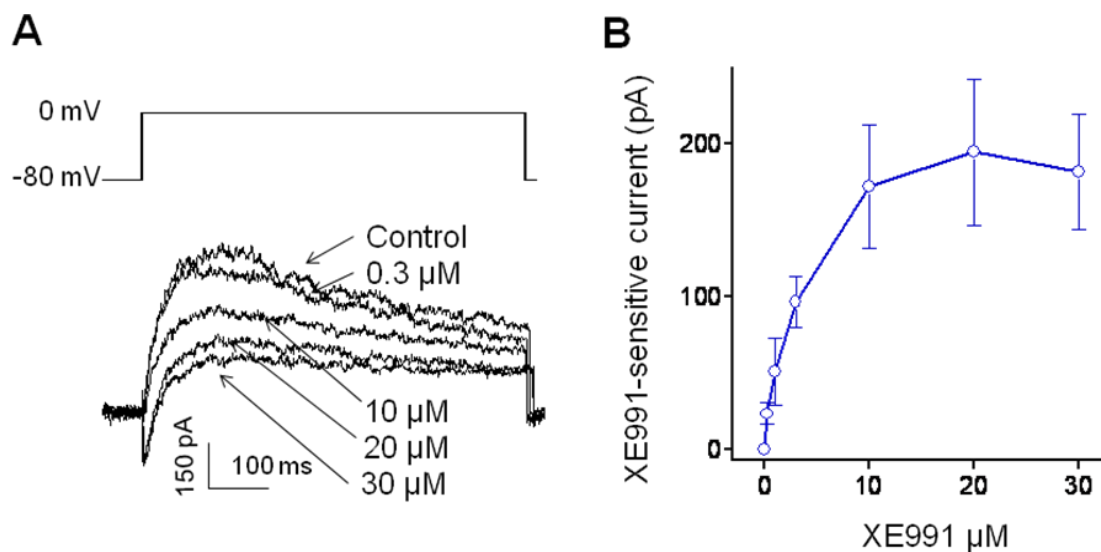 A
0 mV
-80 mV
Control
0.3 µM
10 µM
20 µM
30 µM
150 pA
100 ms
B
XE991-sensitive current (pA)
200
100
0
0 10 20 30
XE991 µM